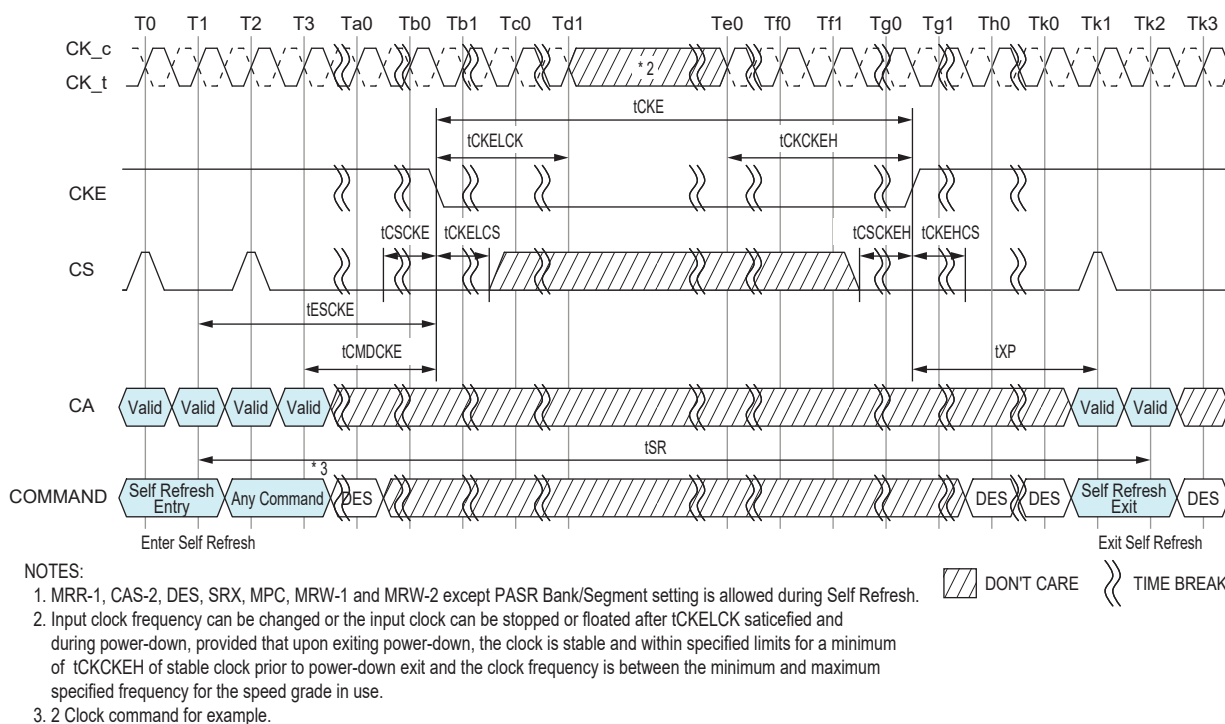 T0 T1 T2 T3 Ta0 Tb0 Tb1 Tc0 Td1 Te0 Tf0 Tf1 Tg0 Tg1 Th0 Tk0 Tk1 Tk2 Tk3
CK_c
CK_t
* 2
tCKE
tCKELCK tCKCKEH
CKE
tCSCKE tCKELCS tCSCKEH tCKEHCS
CS
tESCKE
tCMDCKE tXP
CA Valid Valid Valid Valid Valid Valid
tSR
* 3
COMMAND Self Refresh Entry Any Command DES DES DES Self Refresh Exit DES
Enter Self Refresh Exit Self Refresh
NOTES:
DON'T CARE TIME BREAK
1. MRR-1, CAS-2, DES, SRX, MPC, MRW-1 and MRW-2 except PASR Bank/Segment setting is allowed during Self Refresh.
2. Input clock frequency can be changed or the input clock can be stopped or floated after tCKELCK saticefied and
during power-down, provided that upon exiting power-down, the clock is stable and within specified limits for a minimum
of tCKCKEH of stable clock prior to power-down exit and the clock frequency is between the minimum and maximum
specified frequency for the speed grade in use.
3. 2 Clock command for example.